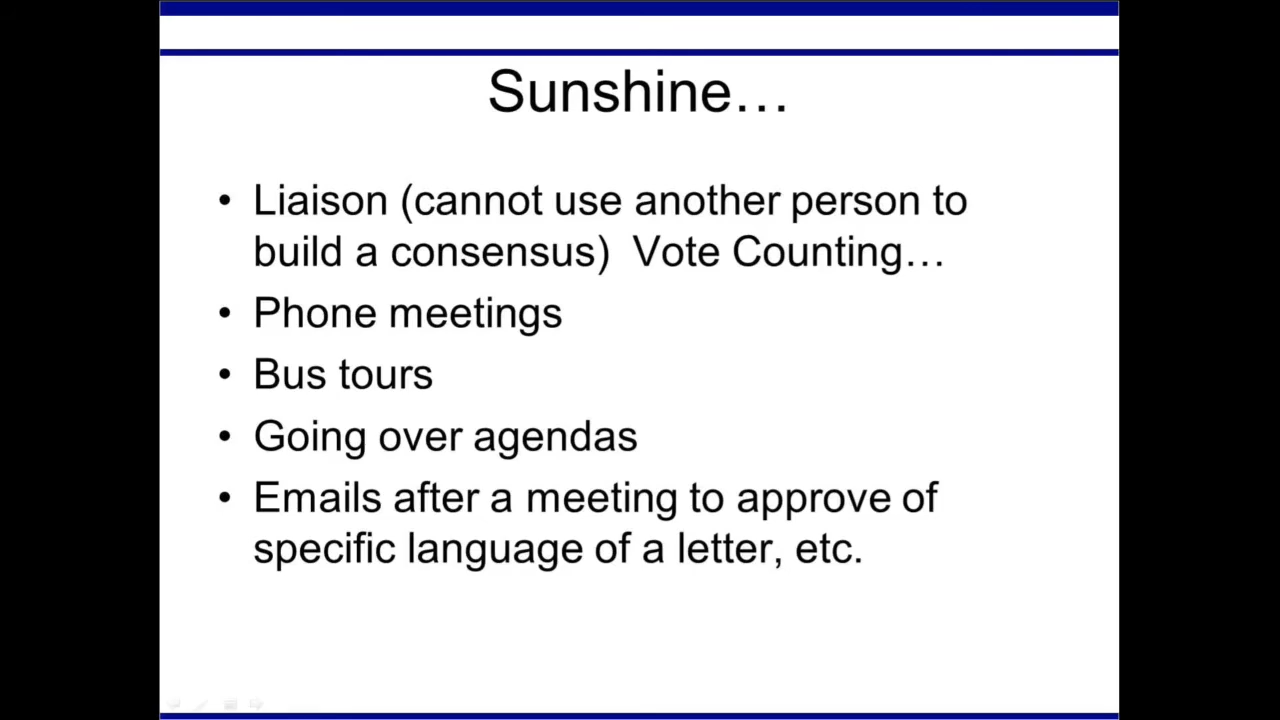 Sunshine…
• Liaison (cannot use another person to
build a consensus)  Vote Counting…
• Phone meetings
• Bus tours
• Going over agendas
• Emails after a meeting to approve of
specific language of a letter, etc.